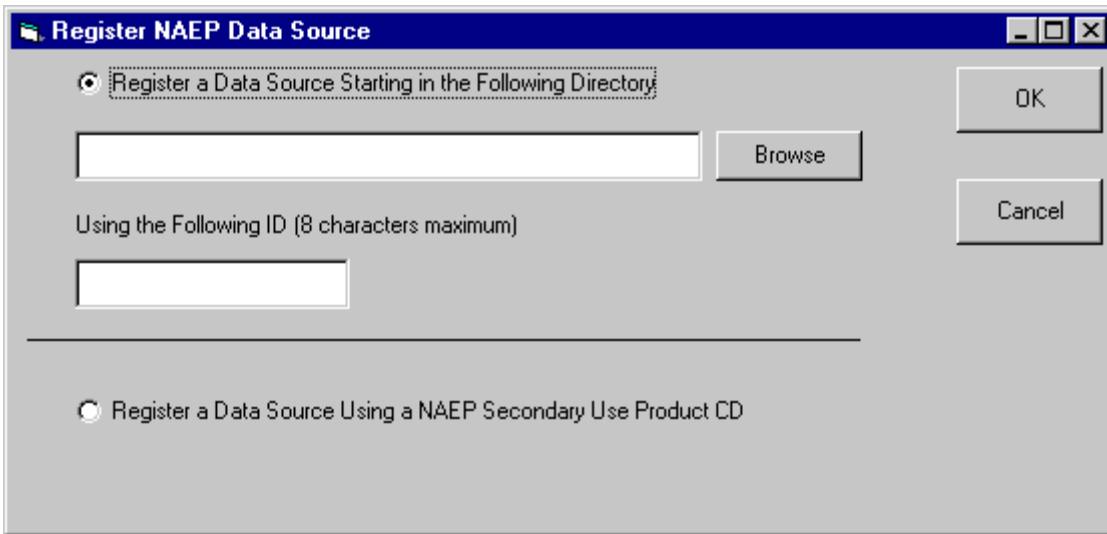 Register NAEP Data Source
Register a Data Source Starting in the Following Directory
OK
Browse
Using the Following ID (8 characters maximum)
Cancel
Register a Data Source Using a NAEP Secondary Use Product CD